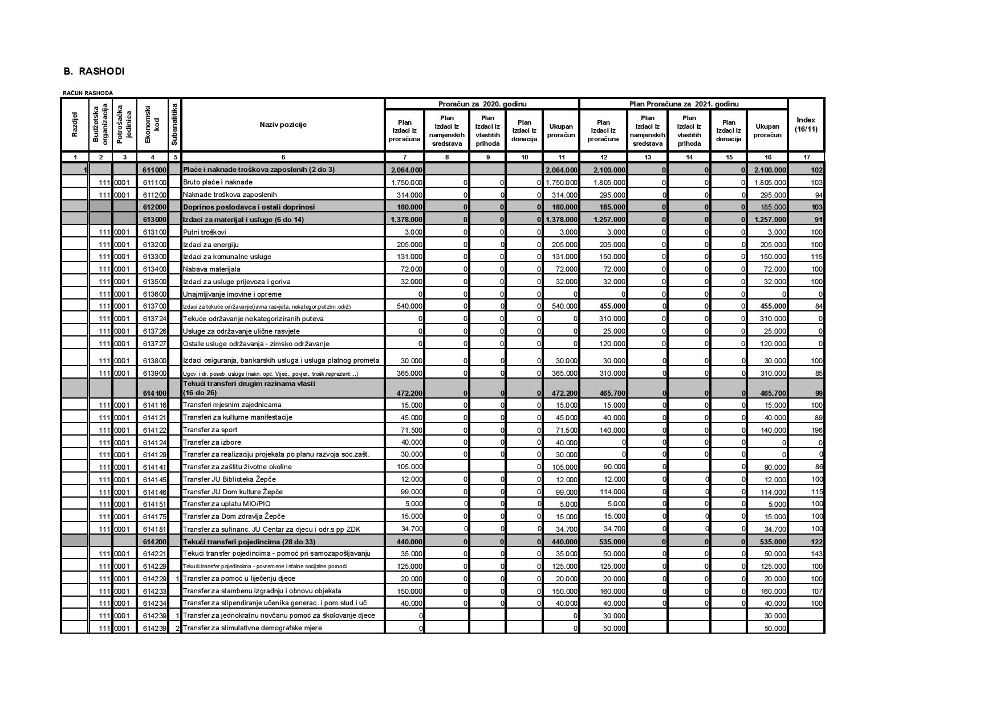 B. RASHODI
RAČUN RASHODA
Razdjel
Budžetska organizacija
Potrošačka jedinica
Ekonomski kod
Subanalitika
Naziv pozicije
Proračun za 2020. godinu
Plan Proračuna za 2021. godinu
Index (16/11)
Plan Izdaci iz proračuna
Plan Izdaci iz namjenskih sredstava
Plan Izdaci iz vlastitih prihoda
Plan Izdaci iz donacija
Ukupan proračun
Plan Izdaci iz proračuna
Plan Izdaci iz namjenskih sredstava
Plan Izdaci iz vlastitih prihoda
Plan Izdaci iz donacija
Ukupan proračun
1 2 3 4 5 6 7 8 9 10 11 12 13 14 15 16 17
1 611000 Plaće i naknade troškova zaposlenih (2 do 3) 2.064.000 2.064.000 2.100.000 0 0 0 2.100.000 102
111 0001 611100 Bruto plaće i naknade 1.750.000 0 0 0 1.750.000 1.805.000 0 0 0 1.805.000 103
111 0001 611200 Naknade troškova zaposlenih 314.000 0 0 0 314.000 295.000 0 0 0 295.000 94
612000 Doprinos poslodavca i ostali doprinosi 180.000 0 0 0 180.000 185.000 0 0 0 185.000 103
613000 Izdaci za materijal i usluge (6 do 14) 1.378.000 0 0 0 1.378.000 1.257.000 0 0 0 1.257.000 91
111 0001 613100 Putni troškovi 3.000 0 0 0 3.000 3.000 0 0 0 3.000 100
111 0001 613200 Izdaci za energiju 205.000 0 0 0 205.000 205.000 0 0 0 205.000 100
111 0001 613300 Izdaci za komunalne usluge 131.000 0 0 0 131.000 150.000 0 0 0 150.000 115
111 0001 613400 Nabava materijala 72.000 0 0 0 72.000 72.000 0 0 0 72.000 100
111 0001 613500 Izdaci za usluge prijevoza i goriva 32.000 0 0 0 32.000 32.000 0 0 0 32.000 100
111 0001 613600 Unajmljivanje imovine i opreme 0 0 0 0 0 0 0 0 0 0 0
111 0001 613700 Izdaci za tekuće održavanje(javna rasvjeta, nekategor.put.zim.održ) 540.000 0 0 0 540.000 455.000 0 0 0 455.000 84
111 0001 613724 Tekuće održavanje nekategoriziranih puteva 0 0 0 0 0 310.000 0 0 0 310.000 0
111 0001 613726 Usluge za održavanje ulične rasvjete 0 0 0 0 0 25.000 0 0 0 25.000 0
111 0001 613727 Ostale usluge održavanja - zimsko održavanje 0 0 0 0 0 120.000 0 0 0 120.000 0
111 0001 613800 Izdaci osiguranja, bankarskih usluga i usluga platnog prometa 30.000 0 0 0 30.000 30.000 0 0 0 30.000 100
111 0001 613900 Ugov. i dr. poseb. usluge (nakn. opć. Vijeć., povjer., trošk.reprezent....) 365.000 0 0 0 365.000 310.000 0 0 0 310.000 85
Tekući transferi drugim razinama vlasti
614100 (16 do 26) 472.200 0 0 0 472.200 465.700 0 0 0 465.700 99
111 0001 614116 Transferi mjesnim zajednicama 15.000 0 0 0 15.000 15.000 0 0 0 15.000 100
111 0001 614121 Transferi za kulturne manifestacije 45.000 0 0 0 45.000 40.000 0 0 0 40.000 89
111 0001 614122 Transfer za sport 71.500 0 0 0 71.500 140.000 0 0 0 140.000 196
111 0001 614124 Transfer za izbore 40.000 0 0 0 40.000 0 0 0 0 0 0
111 0001 614129 Transfer za realizaciju projekata po planu razvoja soc.zašt. 30.000 0 0 0 30.000 0 0 0 0 0 0
111 0001 614141 Transfer za zaštitu životne okoline 105.000 0 105.000 90.000 0 0 90.000 86
111 0001 614145 Transfer JU Biblioteka Žepče 12.000 0 0 0 12.000 12.000 0 0 0 12.000 100
111 0001 614146 Transfer JU Dom kulture Žepče 99.000 0 0 0 99.000 114.000 0 0 0 114.000 115
111 0001 614151 Transfer za uplatu MIO/PIO 5.000 0 0 0 5.000 5.000 0 0 0 5.000 100
111 0001 614175 Transfer za Dom zdravlja Žepče 15.000 0 0 0 15.000 15.000 0 0 0 15.000 100
111 0001 614181 Transfer za sufinanc. JU Centar za djecu i odr.s pp ZDK 34.700 0 0 0 34.700 34.700 0 0 0 34.700 100
614200 Tekući transferi pojedincima (28 do 33) 440.000 0 0 0 440.000 535.000 0 0 0 535.000 122
111 0001 614221 Tekući transfer pojedincima - pomoć pri samozapošljavanju 35.000 0 0 0 35.000 50.000 0 0 0 50.000 143
111 0001 614229 Tekući transfer pojedincima - povremene i stalne socijalne pomoći 125.000 0 0 0 125.000 125.000 0 0 0 125.000 100
111 0001 614229 1 Transfer za pomoć u liječenju djece 20.000 0 0 0 20.000 20.000 0 0 0 20.000 100
111 0001 614233 Transfer za stambenu izgradnju i obnovu objekata 150.000 0 0 0 150.000 160.000 0 0 0 160.000 107
111 0001 614234 Transfer za stipendiranje učenika generac. i pom.stud.i uč 40.000 0 0 0 40.000 40.000 0 0 0 40.000 100
111 0001 614239 1 Transfer za jednokratnu novčanu pomoć za školovanje djece 0 0 30.000 30.000
111 0001 614239 2 Transfer za stimulativne demografske mjere 0 0 50.000 50.000